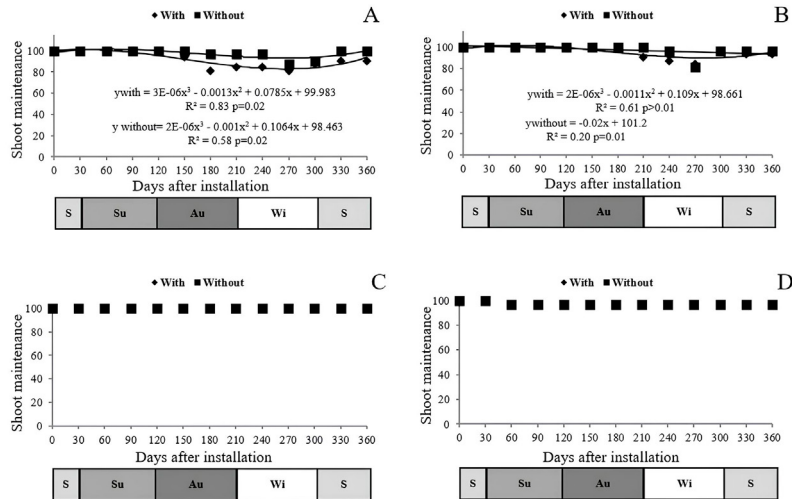 With Without
A
Shoot maintenance
100
80
60
40
20
0
ywith = 3E-06x³ - 0.0013x² + 0.0785x + 99.983
R² = 0.83 p=0.02
y without= 2E-06x³ - 0.001x² + 0.1064x + 98.463
R² = 0.58 p=0.02
0 30 60 90 120 150 180 210 240 270 300 330 360
Days after installation
S Su Au Wi S
With Without
B
Shoot maintenance
100
80
60
40
20
0
ywith = 2E-06x³ - 0.0011x² + 0.109x + 98.661
R² = 0.61 p>0.01
ywithout = -0.02x + 101.2
R² = 0.20 p=0.01
0 30 60 90 120 150 180 210 240 270 300 330 360
Days after installation
S Su Au Wi S
With Without
C
Shoot maintenance
100
80
60
40
20
0
0 30 60 90 120 150 180 210 240 270 300 330 360
Days after installation
S Su Au Wi S
With Without
D
Shoot maintenance
100
80
60
40
20
0
0 30 60 90 120 150 180 210 240 270 300 330 360
Days after installation
S Su Au Wi S